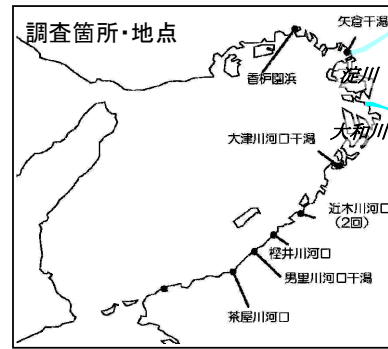 調査箇所・地点
矢倉干潟
香炉園浜
淀川
大和川
大津川河口干潟
近木川河口
(2回)
樫井川河口
男里川河口干潟
茶屋川河口